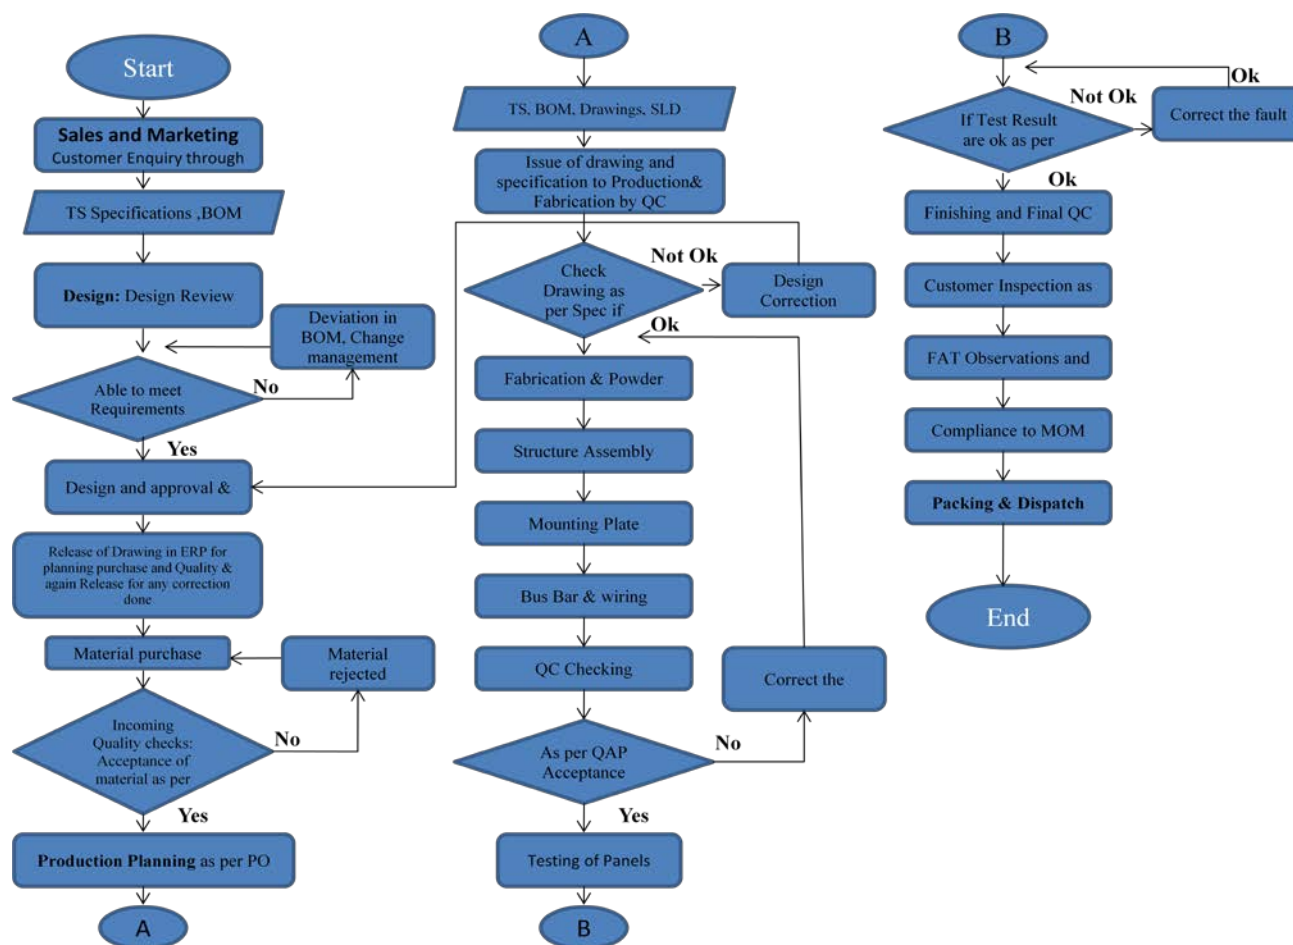 Start
Sales and Marketing
Customer Enquiry through
TS Specifications ,BOM
Design: Design Review
Deviation in
BOM, Change
management
Able to meet
Requirements
No
Yes
Design and approval &
Release of Drawing in ERP for
planning purchase and Quality &
again Release for any correction
done
Material purchase
Material
rejected
Incoming
Quality checks:
Acceptance of
material as per
No
Yes
Production Planning as per PO
A
A
TS, BOM, Drawings, SLD
Issue of drawing and
specification to Production&
Fabrication by QC
Check
Drawing as
per Spec if
Not Ok
Design
Correction
Ok
Fabrication & Powder
Structure Assembly
Mounting Plate
Bus Bar & wiring
QC Checking
Correct the
As per QAP
Acceptance
No
Yes
Testing of Panels
B
B
If Test Result
are ok as per
Not Ok
Ok
Correct the fault
Ok
Finishing and Final QC
Customer Inspection as
FAT Observations and
Compliance to MOM
Packing & Dispatch
End